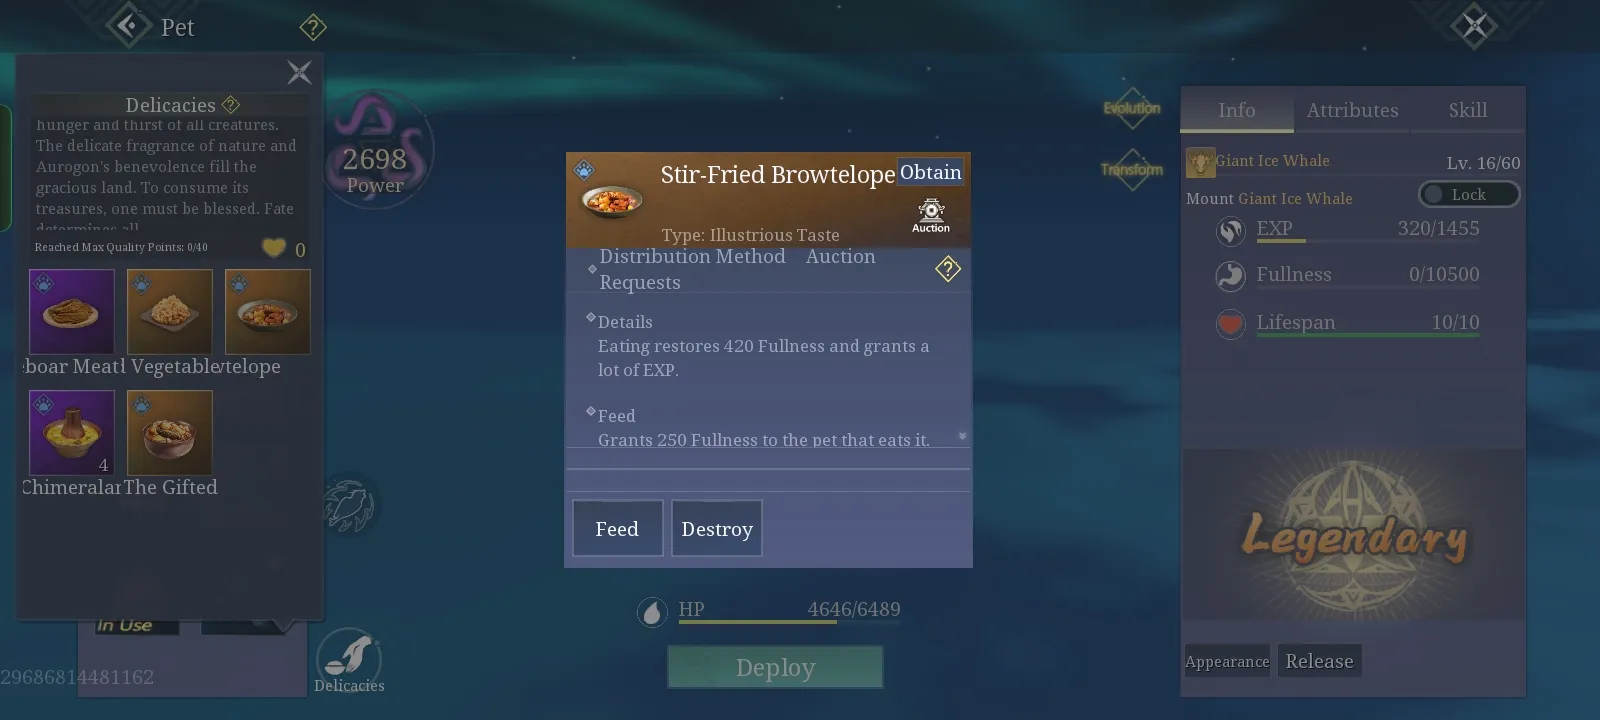 Pet
Delicacies
hunger and thirst of all creatures.
The delicate fragrance of nature and
Aurogon's benevolence fill the
gracious land. To consume its
treasures, one must be blessed. Fate
determines all
Reached Max Quality Points: 0/40
0
boar Meat
Vegetable
telope
4
Chimeralar
The Gifted
In Use
29686814481162
Delicacies
2698
Power
Stir-Fried Browtelope
Obtain
Auction
Type: Illustrious Taste
Distribution Method Auction
Requests
Details
Eating restores 420 Fullness and grants a
lot of EXP.
Feed
Grants 250 Fullness to the pet that eats it.
Feed
Destroy
HP 4646/6489
Deploy
Evolution
Transform
Info
Attributes
Skill
Giant Ice Whale
Lv. 16/60
Mount Giant Ice Whale
Lock
EXP 320/1455
Fullness 0/10500
Lifespan 10/10
Legendary
Appearance
Release